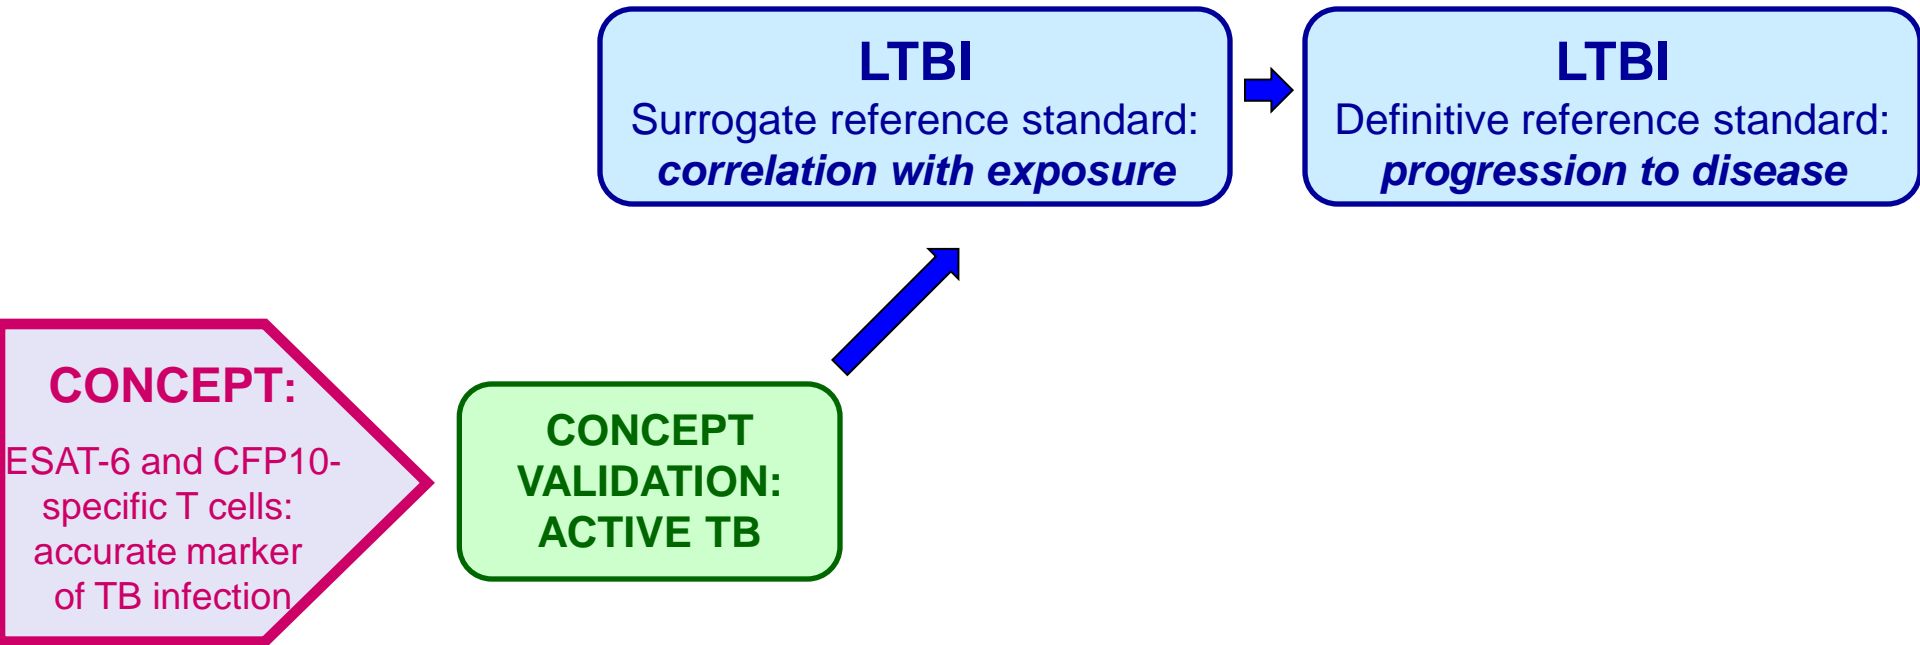 LTBI
Surrogate reference standard:
correlation with exposure
LTBI
Definitive reference standard:
progression to disease
CONCEPT:
ESAT-6 and CFP10-
specific T cells:
accurate marker
of TB infection
CONCEPT
VALIDATION:
ACTIVE TB